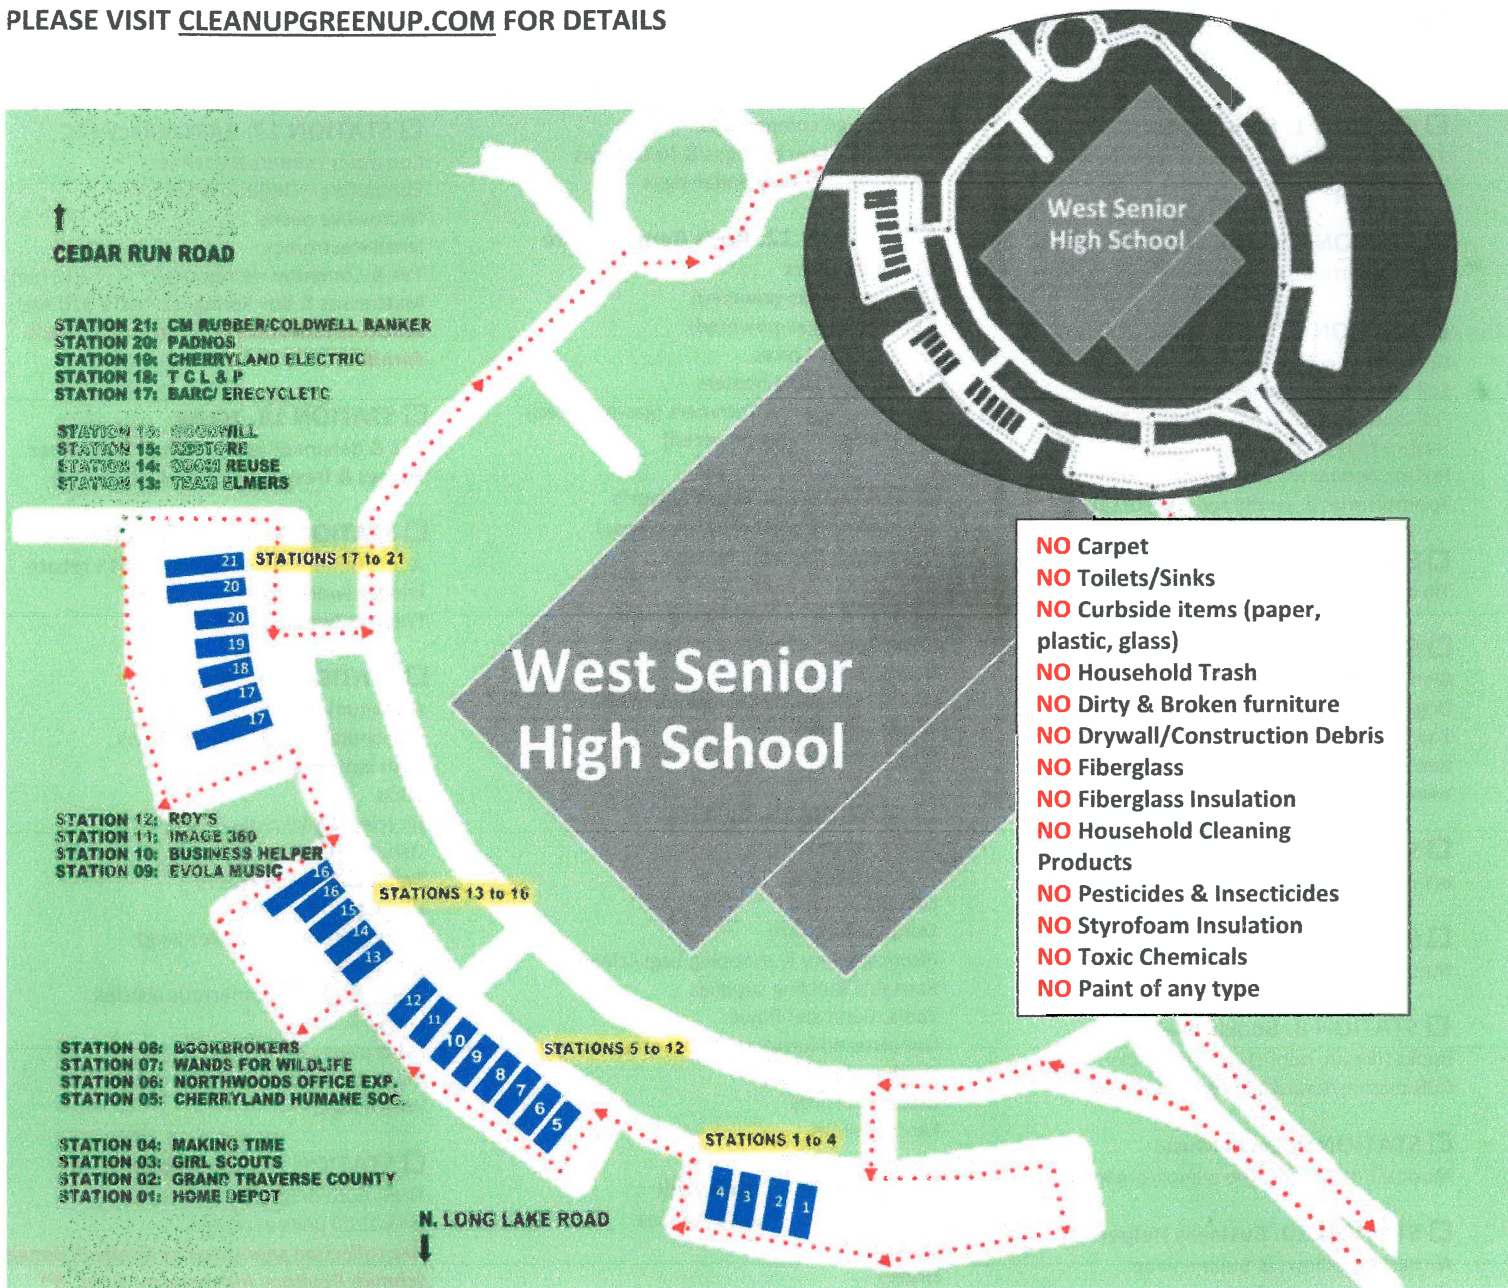 PLEASE VISIT CLEANUPGREENUP.COM FOR DETAILS
West Senior
High School
CEDAR RUN ROAD
STATION 21: CM RUBBER/COLDWELL BANKER
STATION 20: PADNOS
STATION 19: CHERRYLAND ELECTRIC
STATION 18: T C L & P
STATION 17: BARC/ ERECYCLETC
STATION 16: GOODWILL
STATION 15: RESTORE
STATION 14: ODOM REUSE
STATION 13: TEAM ELMERS
21
STATIONS 17 to 21
20
20
19
18
17
17
West Senior
High School
NO Carpet
NO Toilets/Sinks
NO Curbside items (paper,
plastic, glass)
NO Household Trash
NO Dirty & Broken furniture
NO Drywall/Construction Debris
NO Fiberglass
NO Fiberglass Insulation
NO Household Cleaning
Products
NO Pesticides & Insecticides
NO Styrofoam Insulation
NO Toxic Chemicals
NO Paint of any type
STATION 12: ROY'S
STATION 11: IMAGE 360
STATION 10: BUSINESS HELPER
STATION 09: EVOLA MUSIC
16
16
15
14
13
STATIONS 13 to 16
12
11
10
9
8
7
6
5
STATIONS 5 to 12
STATION 08: BOOKBROKERS
STATION 07: WANDS FOR WILDLIFE
STATION 06: NORTHWOODS OFFICE EXP.
STATION 05: CHERRYLAND HUMANE SOC.
STATION 04: MAKING TIME
STATION 03: GIRL SCOUTS
STATION 02: GRAND TRAVERSE COUNTY
STATION 01: HOME DEPOT
STATIONS 1 to 4
4 3 2 1
N. LONG LAKE ROAD